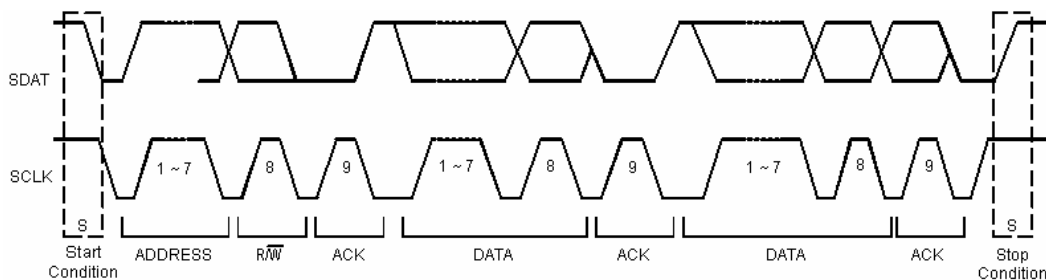 SDAT
SCLK
1 ~ 7 8 9 1 ~ 7 8 9 1 ~ 7 8 9
S S
Start Condition ADDRESS R/W ACK DATA ACK DATA ACK Stop Condition